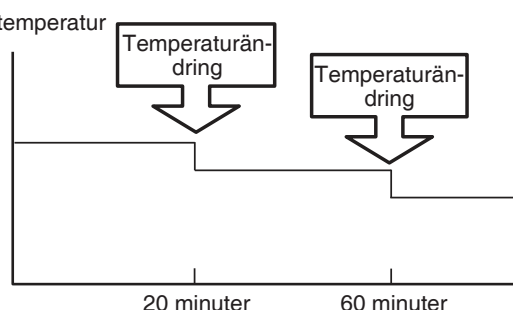 temperatur
Temperaturän-
dring
Temperaturän-
dring
20 minuter
60 minuter